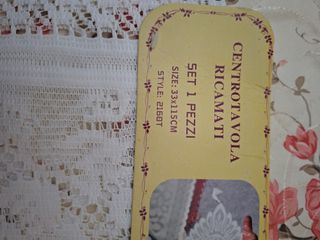 CENTROTAVOLA
RICAMATI
SET 1 PEZZI
SIZE: 33x115CM
STYLE: 2160T